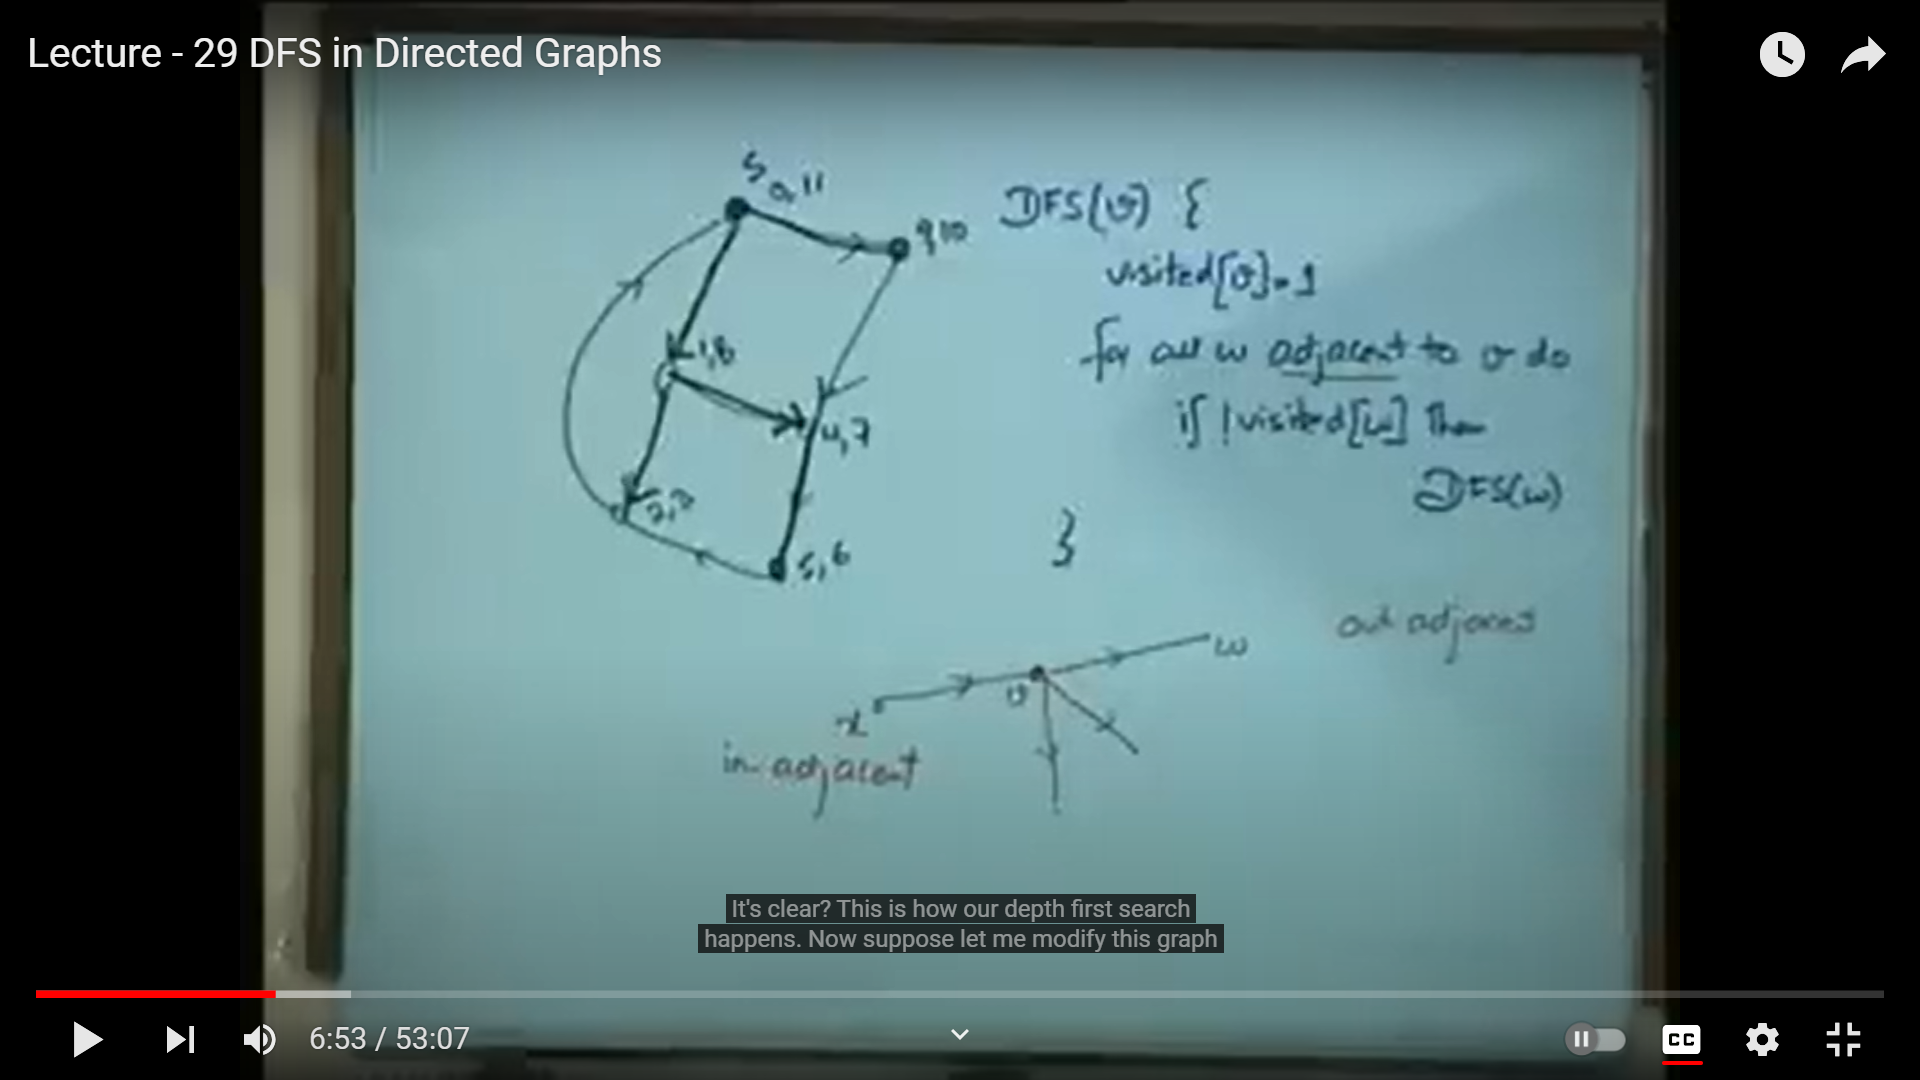 Lecture - 29 DFS in Directed Graphs
s 0,11
9,10
1,8
4,7
2,3
5,6
DFS(v) {
visited[v]=1
for all w adjacent to v do
if !visited[w] then
DFS(w)
}
out adjacent
w
v
x
in-adjacent
It's clear? This is how our depth first search
happens. Now suppose let me modify this graph
6:53 / 53:07
CC